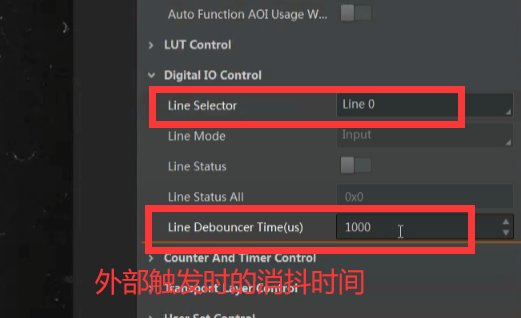 Auto Function AOI Usage W...
LUT Control
Digital IO Control
Line Selector Line 0
Line Mode Input
Line Status
Line Status All 0x0
Line Debouncer Time(us) 1000
Counter And Timer Control
外部触发时的消抖时间
Transport Layer Control
User Set Control